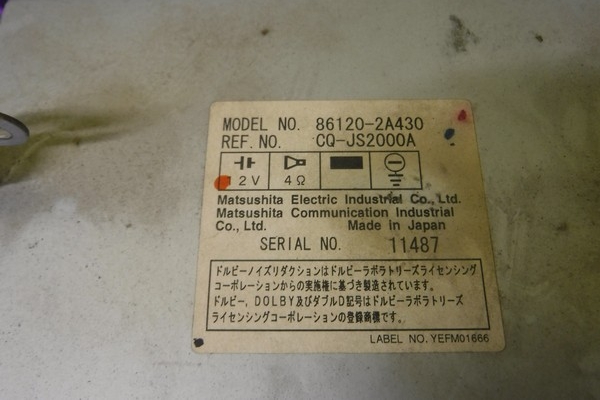 MODEL NO. 86120-2A430
REF. NO. CQ-JS2000A
12V 4Ω
Matsushita Electric Industrial Co., Ltd.
Matsushita Communication Industrial
Co., Ltd. Made in Japan
SERIAL NO. 11487
ドルビーノイズリダクションはドルビーラボラトリーズライセンシング
コーポレーションからの実施権に基づき製造されています。
ドルビー, DOLBY及びダブルD記号はドルビーラボラトリーズ
ライセンシングコーポレーションの登録商標です。
LABEL NO. YEFM01686